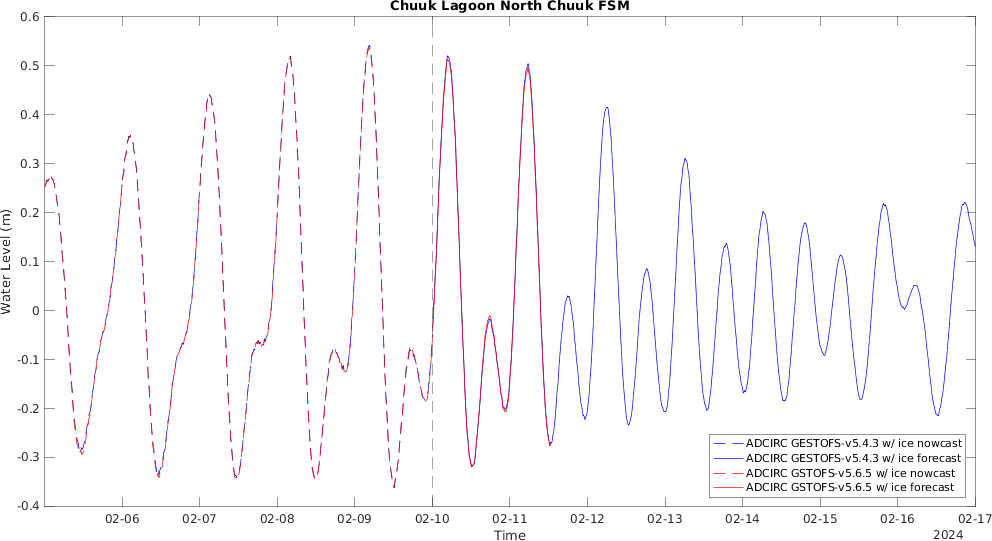 Chuuk Lagoon North Chuuk FSM
0.6
0.5
0.4
0.3
0.2
0.1
0
-0.1
-0.2
-0.3
-0.4
Water Level (m)
ADCIRC GESTOFS-v5.4.3 w/ ice nowcast
ADCIRC GESTOFS-v5.4.3 w/ ice forecast
ADCIRC GSTOFS-v5.6.5 w/ ice nowcast
ADCIRC GSTOFS-v5.6.5 w/ ice forecast
02-06 02-07 02-08 02-09 02-10 02-11 02-12 02-13 02-14 02-15 02-16 02-17
Time
2024